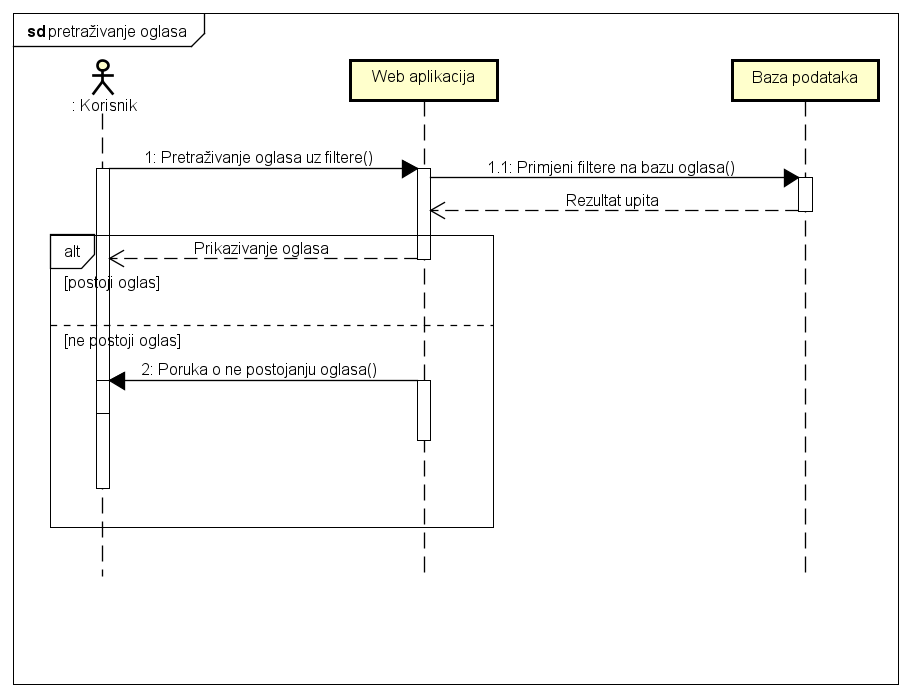 sd pretraživanje oglasa
: Korisnik
Web aplikacija
Baza podataka
1: Pretraživanje oglasa uz filtere()
1.1: Primjeni filtere na bazu oglasa()
Rezultat upita
alt
Prikazivanje oglasa
[postoji oglas]
[ne postoji oglas]
2: Poruka o ne postojanju oglasa()